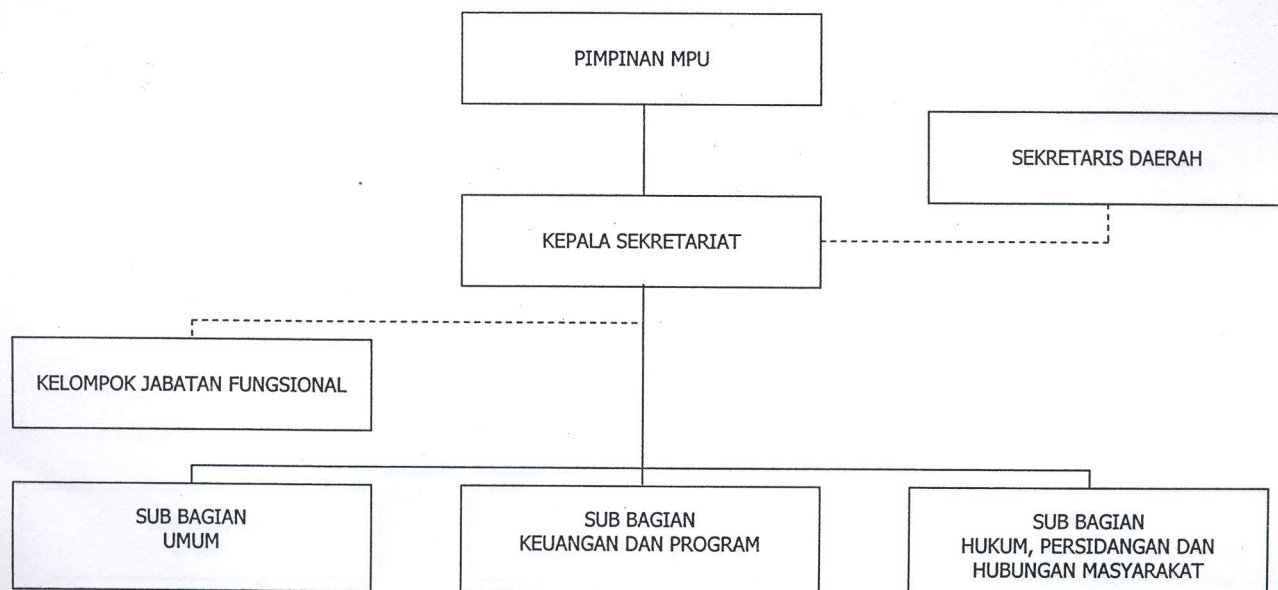 PIMPINAN MPU
SEKRETARIS DAERAH
KEPALA SEKRETARIAT
KELOMPOK JABATAN FUNGSIONAL
SUB BAGIAN
UMUM
SUB BAGIAN
KEUANGAN DAN PROGRAM
SUB BAGIAN
HUKUM, PERSIDANGAN DAN
HUBUNGAN MASYARAKAT